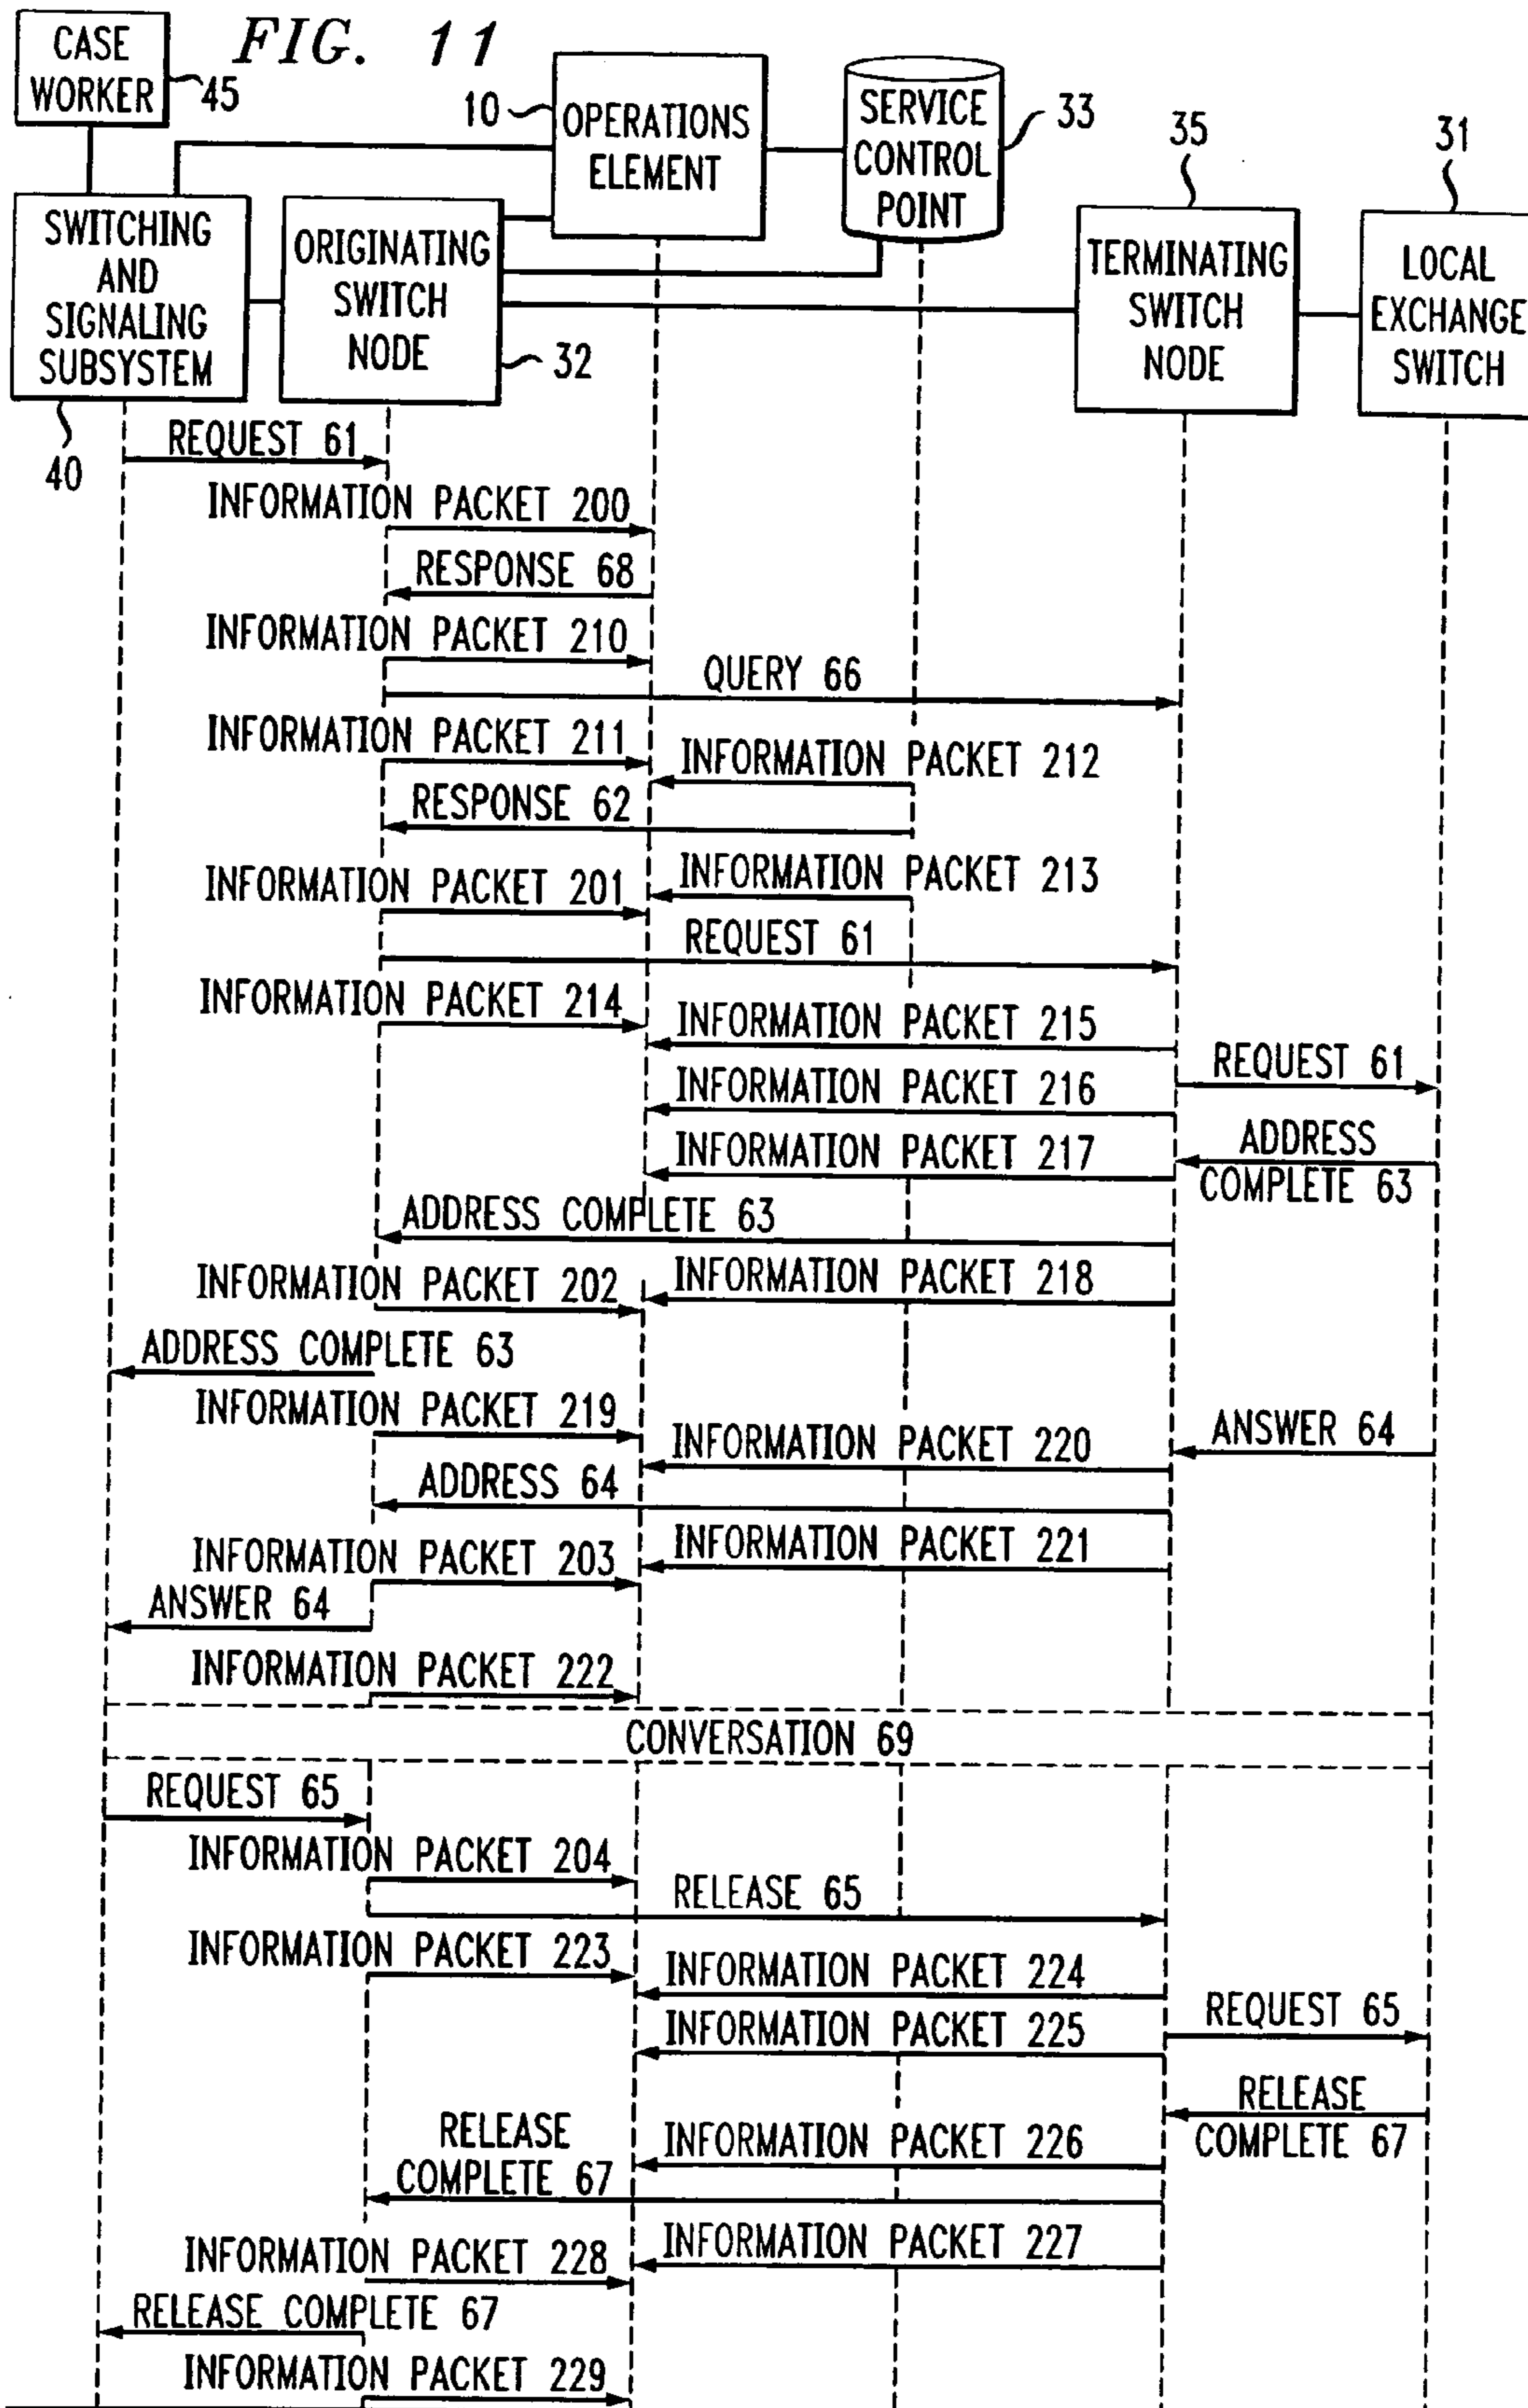 FIG. 11
CASE
WORKER
45
10
OPERATIONS
ELEMENT
SERVICE
CONTROL
POINT
33
35
31
SWITCHING
AND
SIGNALING
SUBSYSTEM
40
ORIGINATING
SWITCH
NODE
32
TERMINATING
SWITCH
NODE
LOCAL
EXCHANGE
SWITCH
REQUEST 61
INFORMATION PACKET 200
RESPONSE 68
INFORMATION PACKET 210
QUERY 66
INFORMATION PACKET 211
INFORMATION PACKET 212
RESPONSE 62
INFORMATION PACKET 213
INFORMATION PACKET 201
REQUEST 61
INFORMATION PACKET 214
INFORMATION PACKET 215
REQUEST 61
INFORMATION PACKET 216
ADDRESS
COMPLETE 63
INFORMATION PACKET 217
ADDRESS COMPLETE 63
INFORMATION PACKET 202
INFORMATION PACKET 218
ADDRESS COMPLETE 63
INFORMATION PACKET 219
ANSWER 64
INFORMATION PACKET 220
ADDRESS 64
INFORMATION PACKET 203
INFORMATION PACKET 221
ANSWER 64
INFORMATION PACKET 222
CONVERSATION 69
REQUEST 65
INFORMATION PACKET 204
RELEASE 65
INFORMATION PACKET 223
INFORMATION PACKET 224
REQUEST 65
INFORMATION PACKET 225
RELEASE
COMPLETE 67
INFORMATION PACKET 226
RELEASE
COMPLETE 67
INFORMATION PACKET 227
INFORMATION PACKET 228
RELEASE COMPLETE 67
INFORMATION PACKET 229